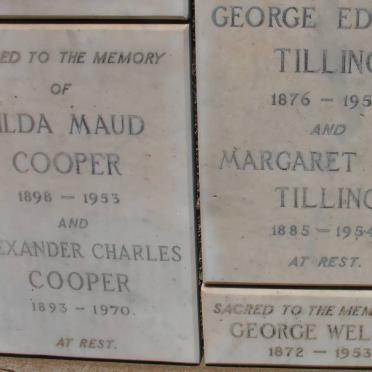 ED TO THE MEMORY
OF
ILDA MAUD
COOPER
1898 — 1953
AND
EXANDER CHARLES
COOPER
1893 — 1970.
AT REST.
GEORGE ED
TILLING
1876 — 195
AND
MARGARET
TILLING
1885 — 1954
AT REST.
SACRED TO THE MEM
GEORGE WEL
1872 — 1953